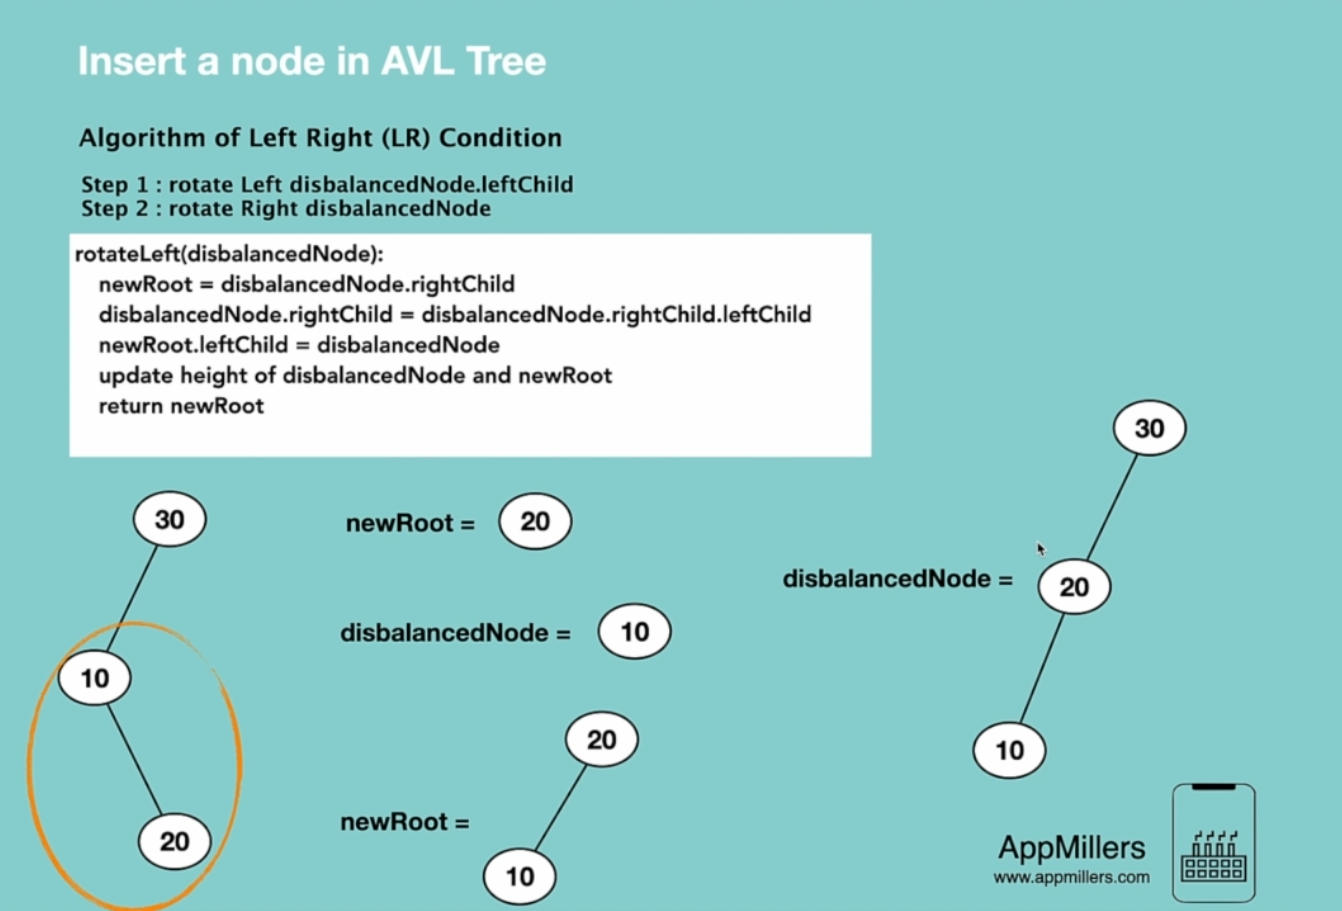 Insert a node in AVL Tree
Algorithm of Left Right (LR) Condition
Step 1 : rotate Left disbalancedNode.leftChild
Step 2 : rotate Right disbalancedNode
rotateLeft(disbalancedNode):
newRoot = disbalancedNode.rightChild
disbalancedNode.rightChild = disbalancedNode.rightChild.leftChild
newRoot.leftChild = disbalancedNode
update height of disbalancedNode and newRoot
return newRoot
30
10
20
newRoot = 20
disbalancedNode = 10
20
newRoot =
10
30
disbalancedNode = 20
10
AppMillers
www.appmillers.com